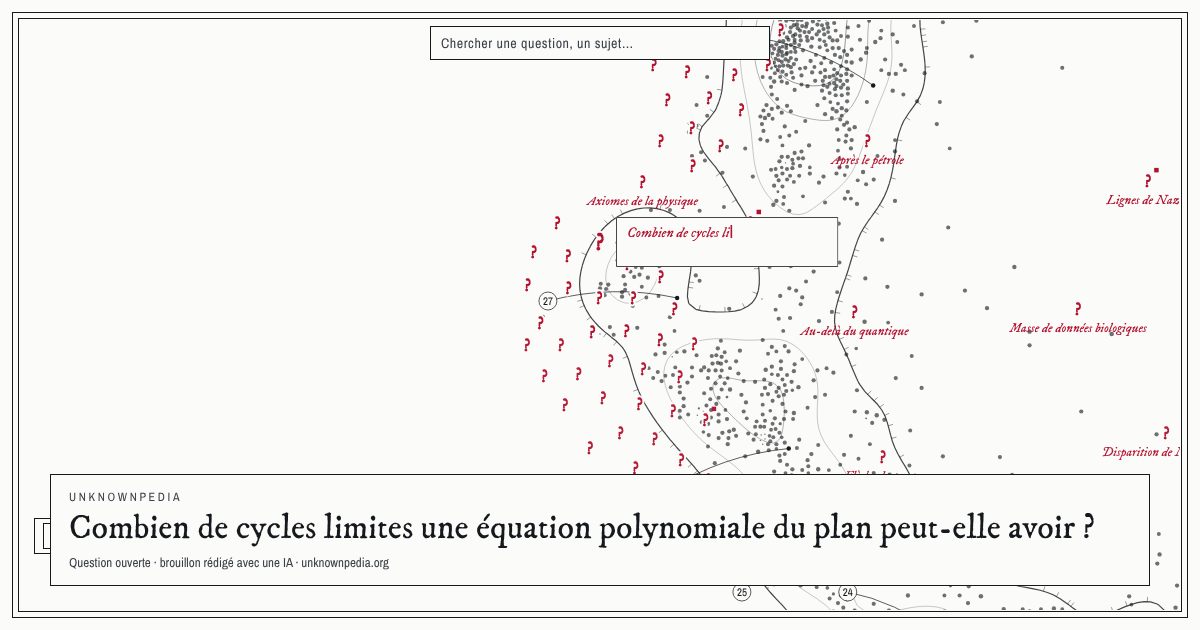 Chercher une question, un sujet…
Après le pétrole
Lignes de Naz
Axiomes de la physique
Combien de cycles li
27
Au-delà du quantique
Masse de données biologiques
Disparition de l
UNKNOWNPEDIA
Combien de cycles limites une équation polynomiale du plan peut-elle avoir ?
Question ouverte · brouillon rédigé avec une IA · unknownpedia.org
25
24